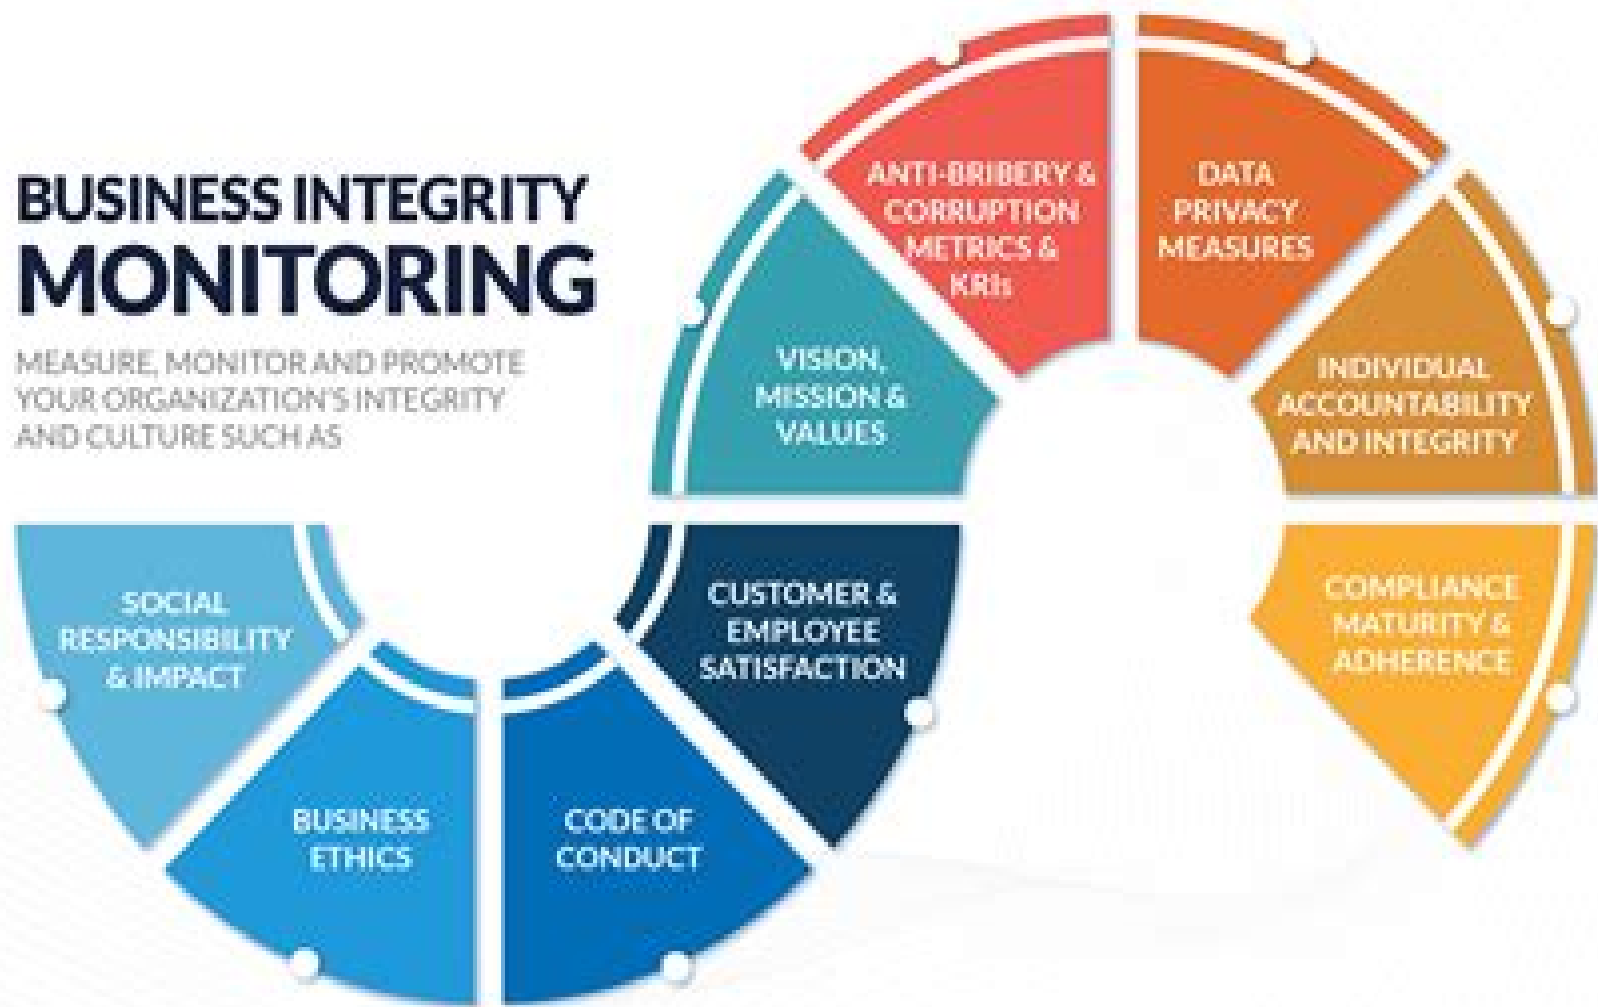 BUSINESS INTEGRITY
MONITORING
MEASURE, MONITOR AND PROMOTE
YOUR ORGANIZATION'S INTEGRITY
AND CULTURE SUCH AS
SOCIAL
RESPONSIBILITY
& IMPACT
BUSINESS
ETHICS
CODE OF
CONDUCT
CUSTOMER &
EMPLOYEE
SATISFACTION
VISION,
MISSION &
VALUES
ANTI-BRIBERY &
CORRUPTION
METRICS &
KRIs
DATA
PRIVACY
MEASURES
INDIVIDUAL
ACCOUNTABILITY
AND INTEGRITY
COMPLIANCE
MATURITY &
ADHERENCE